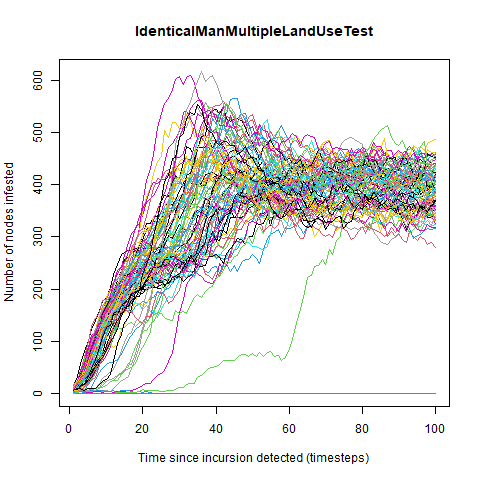 IdenticalManMultipleLandUseTest
Number of nodes infested
600
500
400
300
200
100
0
0 20 40 60 80 100
Time since incursion detected (timesteps)